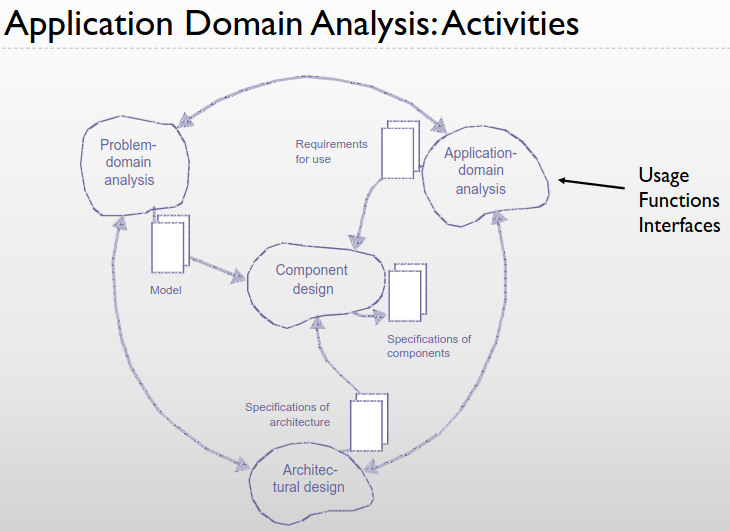 Application Domain Analysis: Activities
Problem-
domain
analysis
Requirements
for use
Application-
domain
analysis
Usage
Functions
Interfaces
Model
Component
design
Specifications of
components
Specifications of
architecture
Architec-
tural design